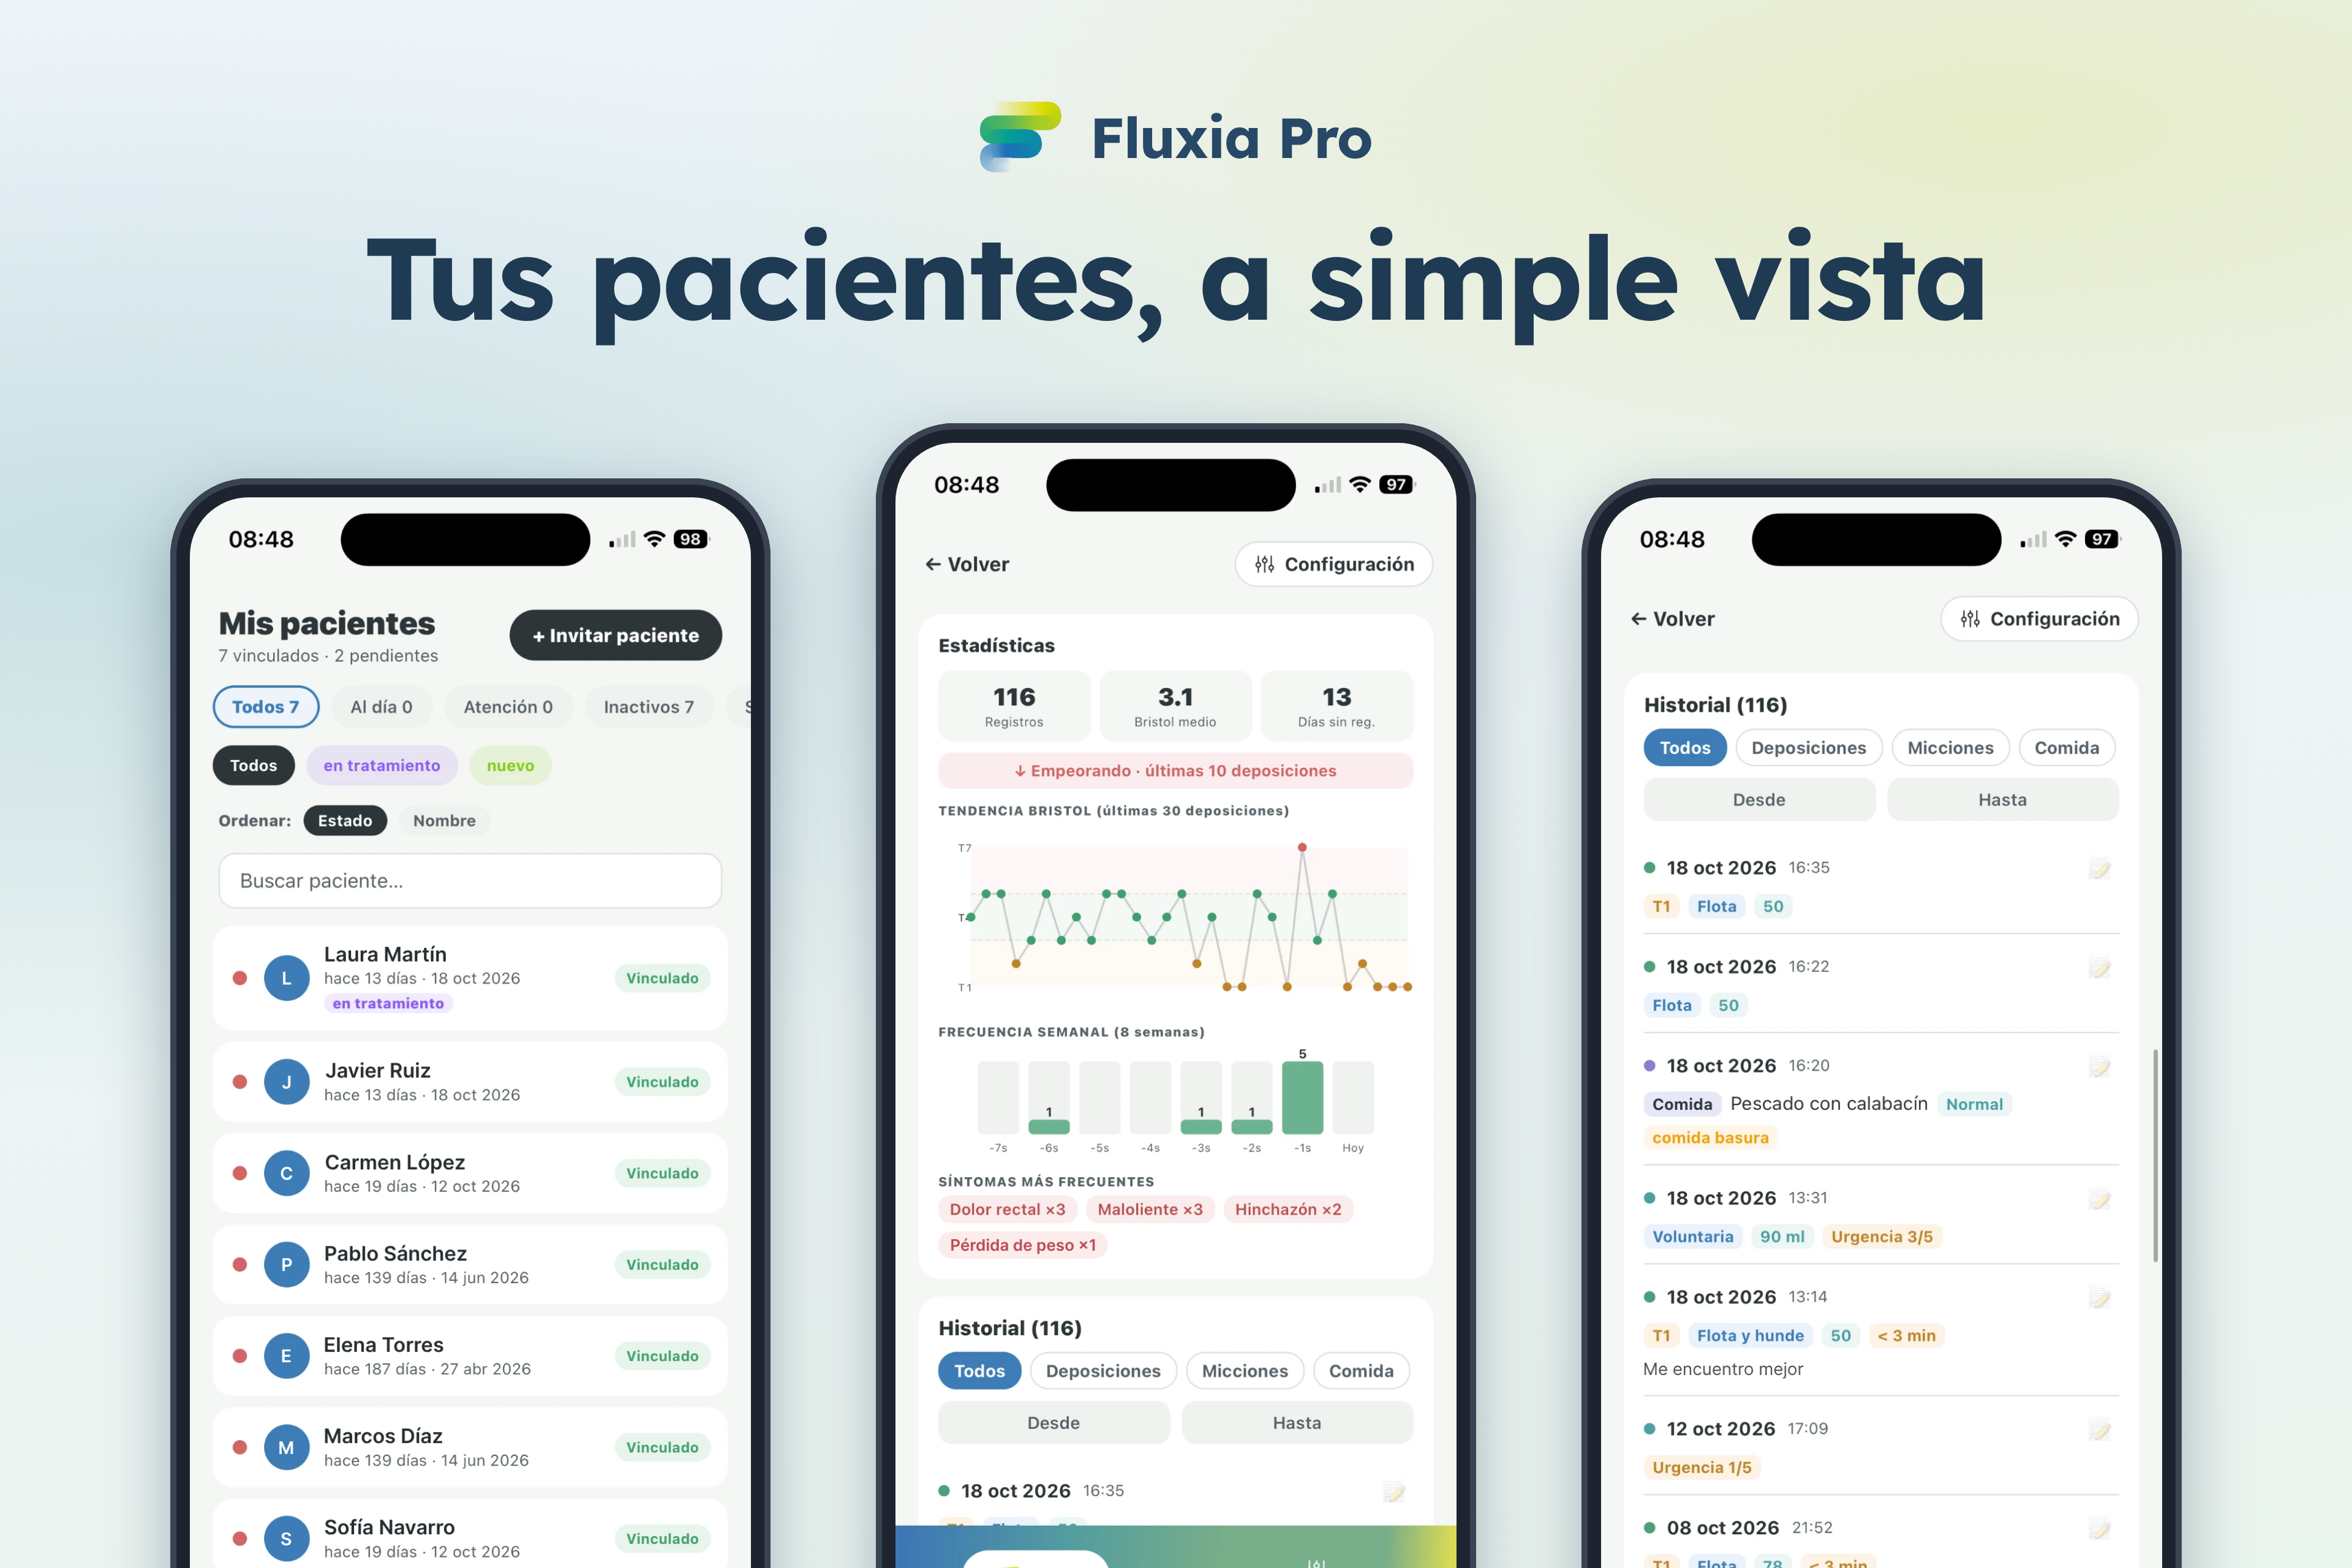 Fluxia Pro
Tus pacientes, a simple vista
08:48
98
Mis pacientes
7 vinculados · 2 pendientes
+ Invitar paciente
Todos 7
Al día 0
Atención 0
Inactivos 7
Todos
en tratamiento
nuevo
Ordenar:
Estado
Nombre
Buscar paciente...
L
Laura Martín
hace 13 días · 18 oct 2026
en tratamiento
Vinculado
J
Javier Ruiz
hace 13 días · 18 oct 2026
Vinculado
C
Carmen López
hace 19 días · 12 oct 2026
Vinculado
P
Pablo Sánchez
hace 139 días · 14 jun 2026
Vinculado
E
Elena Torres
hace 187 días · 27 abr 2026
Vinculado
M
Marcos Díaz
hace 139 días · 14 jun 2026
Vinculado
S
Sofía Navarro
hace 19 días · 12 oct 2026
Vinculado
08:48
97
← Volver
Configuración
Estadísticas
116
Registros
3.1
Bristol medio
13
Días sin reg.
↓ Empeorando · últimas 10 deposiciones
TENDENCIA BRISTOL (últimas 30 deposiciones)
T7
T1
FRECUENCIA SEMANAL (8 semanas)
1
1
1
5
-7s
-6s
-5s
-4s
-3s
-2s
-1s
Hoy
SÍNTOMAS MÁS FRECUENTES
Dolor rectal ×3
Maloliente ×3
Hinchazón ×2
Pérdida de peso ×1
Historial (116)
Todos
Deposiciones
Micciones
Comida
Desde
Hasta
18 oct 2026 16:35
08:48
97
← Volver
Configuración
Historial (116)
Todos
Deposiciones
Micciones
Comida
Desde
Hasta
18 oct 2026 16:35
T1 Flota 50
18 oct 2026 16:22
Flota 50
18 oct 2026 16:20
Comida Pescado con calabacín Normal
comida basura
18 oct 2026 13:31
Voluntaria 90 ml Urgencia 3/5
18 oct 2026 13:14
T1 Flota y hunde 50 < 3 min
Me encuentro mejor
12 oct 2026 17:09
Urgencia 1/5
08 oct 2026 21:52
T1 Flota 78 < 3 min